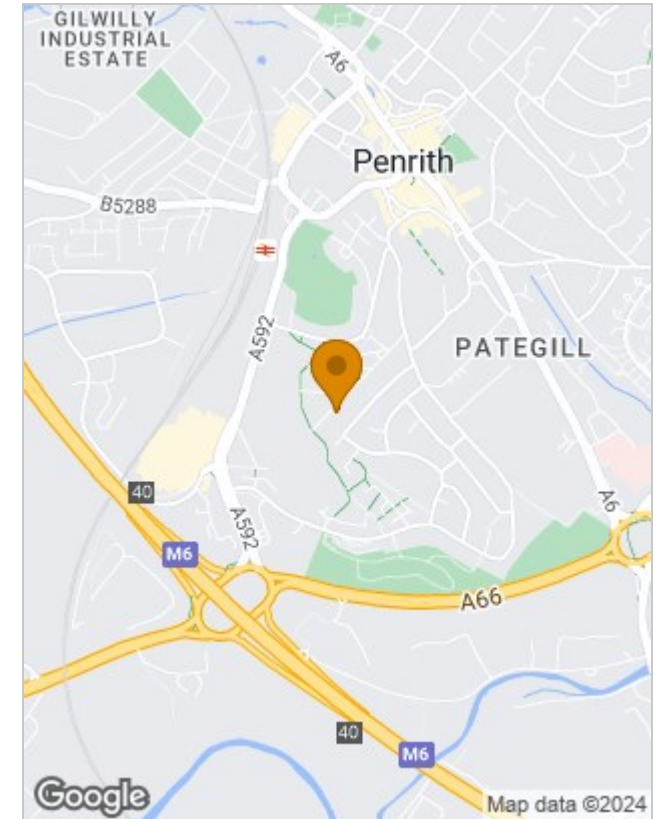 GILWILLY
INDUSTRIAL
ESTATE
A6
Penrith
B5288
A592
PATEGILL
40
A592
A6
M6
A66
40
M6
Google
Map data ©2024